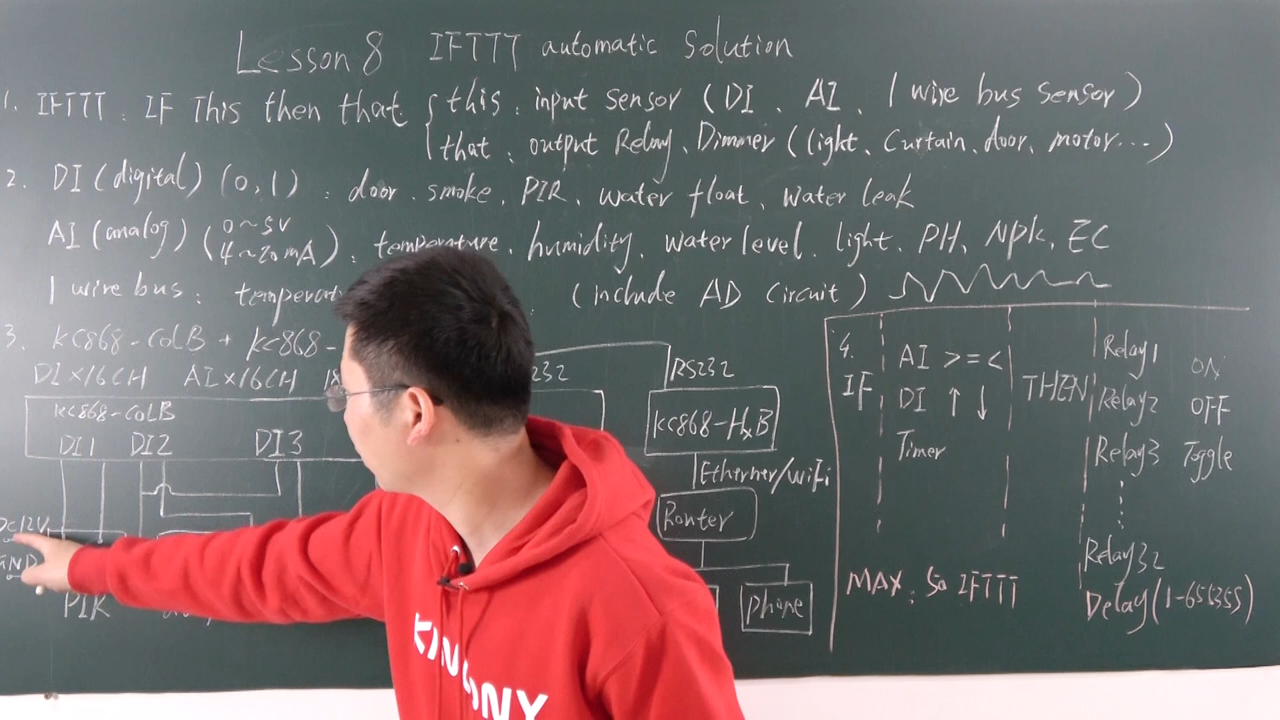 Lesson 8 IFTTT automatic Solution
1. IFTTT : IF This then that { this : input sensor (DI、AI、1 wire bus sensor)
that : output Relay、Dimmer (light、Curtain、door、motor...)
2. DI (digital) (0,1) : door、smoke、PIR、water float、water leak
AI (analog) (0~5V 4~20mA) : temperature、humidity、water level、light、PH、NPK、EC
1 wire bus : (include AD Circuit)
3. KC868-COLB + KC868-
DI×16CH AI×16CH
KC868-COLB
DI1 DI2 DI3
DC12V
GND
PIR
RS232
KC868-HxB
Etherner/WiFi
Router
phone
4.
IF AI > = < THEN Relay1 ON
DI ↑ ↓ Relay2 OFF
Timer Relay3 Toggle
Relay32
MAX : 50 IFTTT Delay (1-656355)
KINCONY